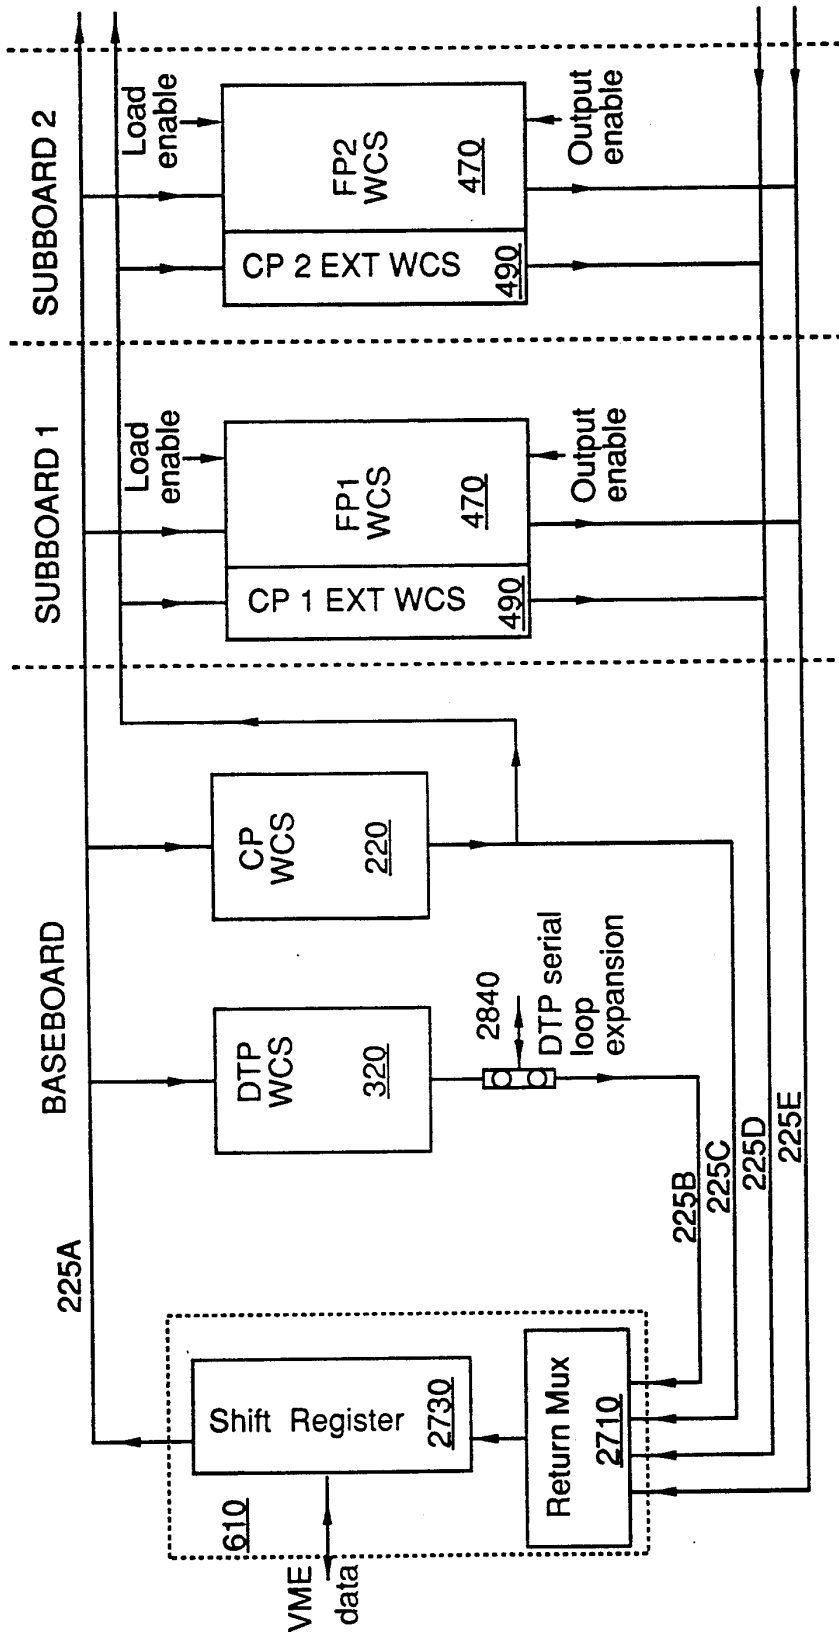 BASEBOARD
SUBBOARD 1
SUBBOARD 2
225A
Load
enable
Load
enable
VME
data
610
Shift Register
2730
Return Mux
2710
DTP
WCS
320
2840
DTP serial
loop
expansion
CP
WCS
220
CP 1 EXT WCS
490
FP1
WCS
470
Output
enable
CP 2 EXT WCS
490
FP2
WCS
470
Output
enable
225B
225C
225D
225E